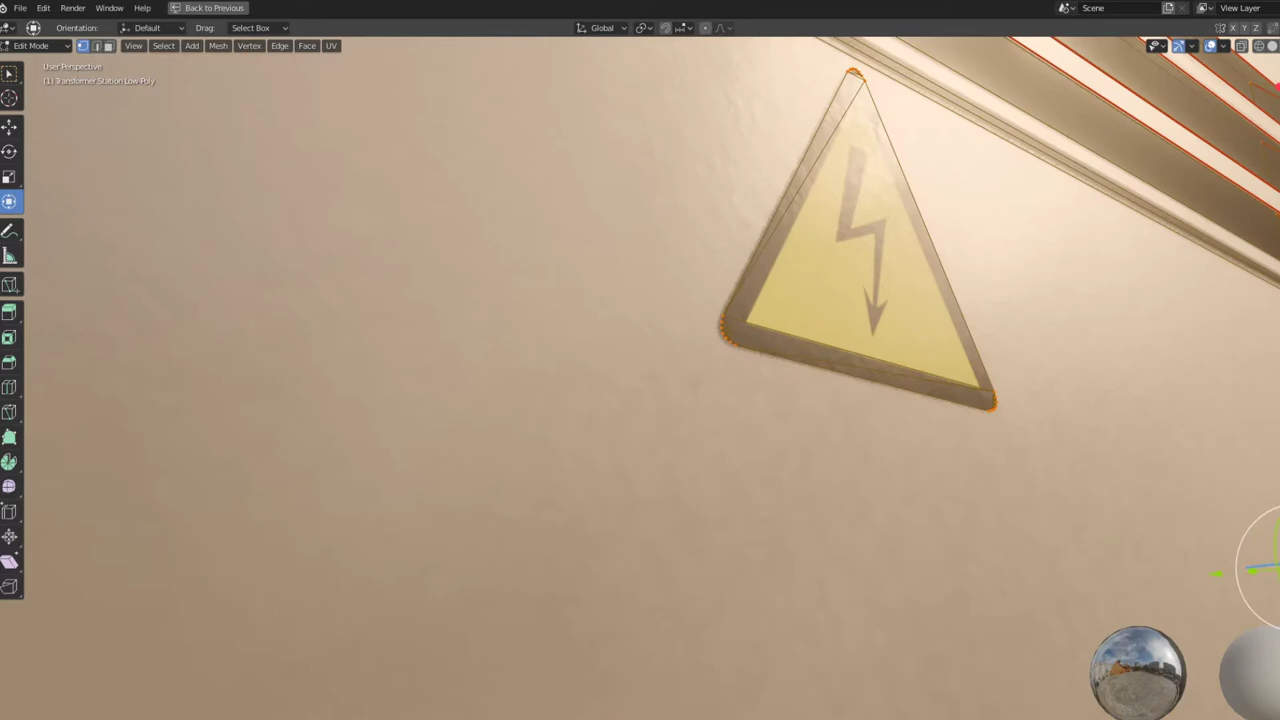 File Edit Render Window Help Back to Previous Scene View Layer
Orientation: Default Drag: Select Box Global X Y Z
Edit Mode View Select Add Mesh Vertex Edge Face UV
User Perspective
(1) Transformer Station Low-Poly